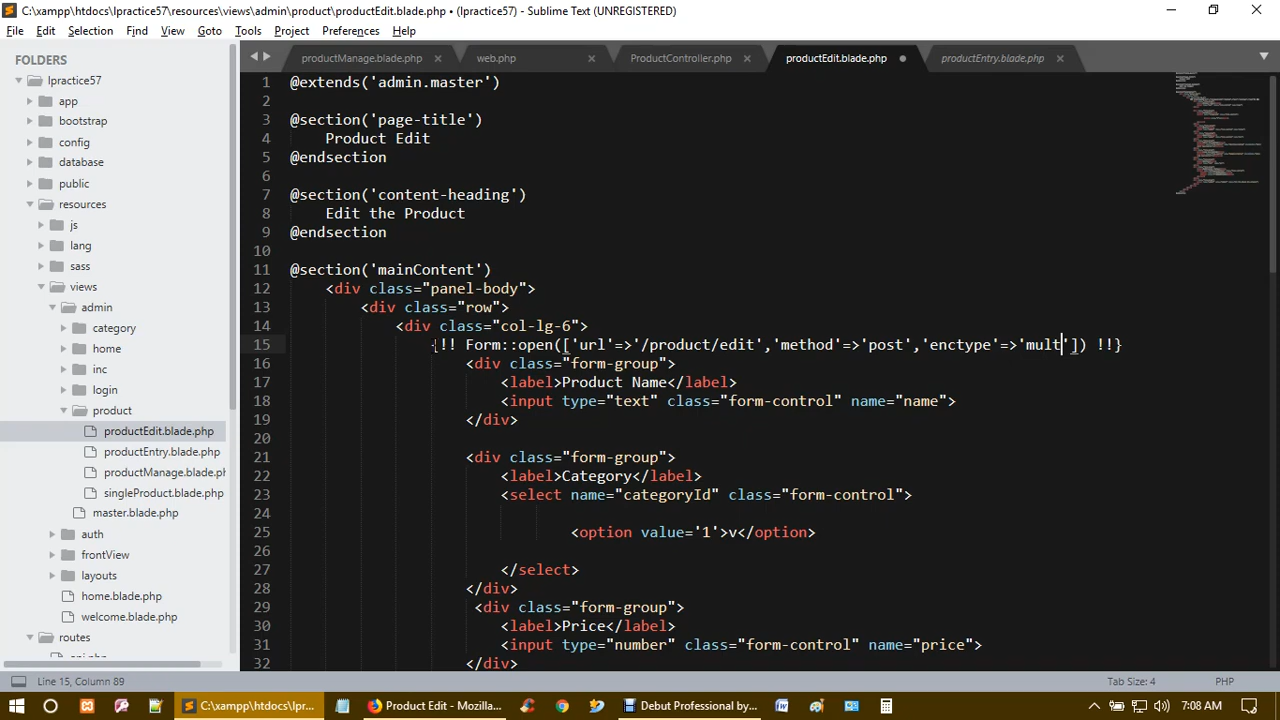 C:\xampp\htdocs\lpractice57\resources\views\admin\product\productEdit.blade.php • (lpractice57) - Sublime Text (UNREGISTERED)
File Edit Selection Find View Goto Tools Project Preferences Help
FOLDERS
lpractice57
app
bootstrap
config
database
public
resources
js
lang
sass
views
admin
category
home
inc
login
product
productEdit.blade.php
productEntry.blade.php
productManage.blade.ph
singleProduct.blade.php
master.blade.php
auth
frontView
layouts
home.blade.php
welcome.blade.php
routes
productManage.blade.php × web.php × ProductController.php × productEdit.blade.php productEntry.blade.php ×
1 @extends('admin.master')
2
3 @section('page-title')
4 Product Edit
5 @endsection
6
7 @section('content-heading')
8 Edit the Product
9 @endsection
10
11 @section('mainContent')
12 <div class="panel-body">
13 <div class="row">
14 <div class="col-lg-6">
15 {!! Form::open(['url'=>'/product/edit','method'=>'post','enctype'=>'mult']) !!}
16 <div class="form-group">
17 <label>Product Name</label>
18 <input type="text" class="form-control" name="name">
19 </div>
20
21 <div class="form-group">
22 <label>Category</label>
23 <select name="categoryId" class="form-control">
24
25 <option value='1'>v</option>
26
27 </select>
28 </div>
29 <div class="form-group">
30 <label>Price</label>
31 <input type="number" class="form-control" name="price">
32 </div>
Line 15, Column 89 Tab Size: 4 PHP
C:\xampp\htdocs\lpr... Product Edit - Mozilla... Debut Professional by... 7:08 AM